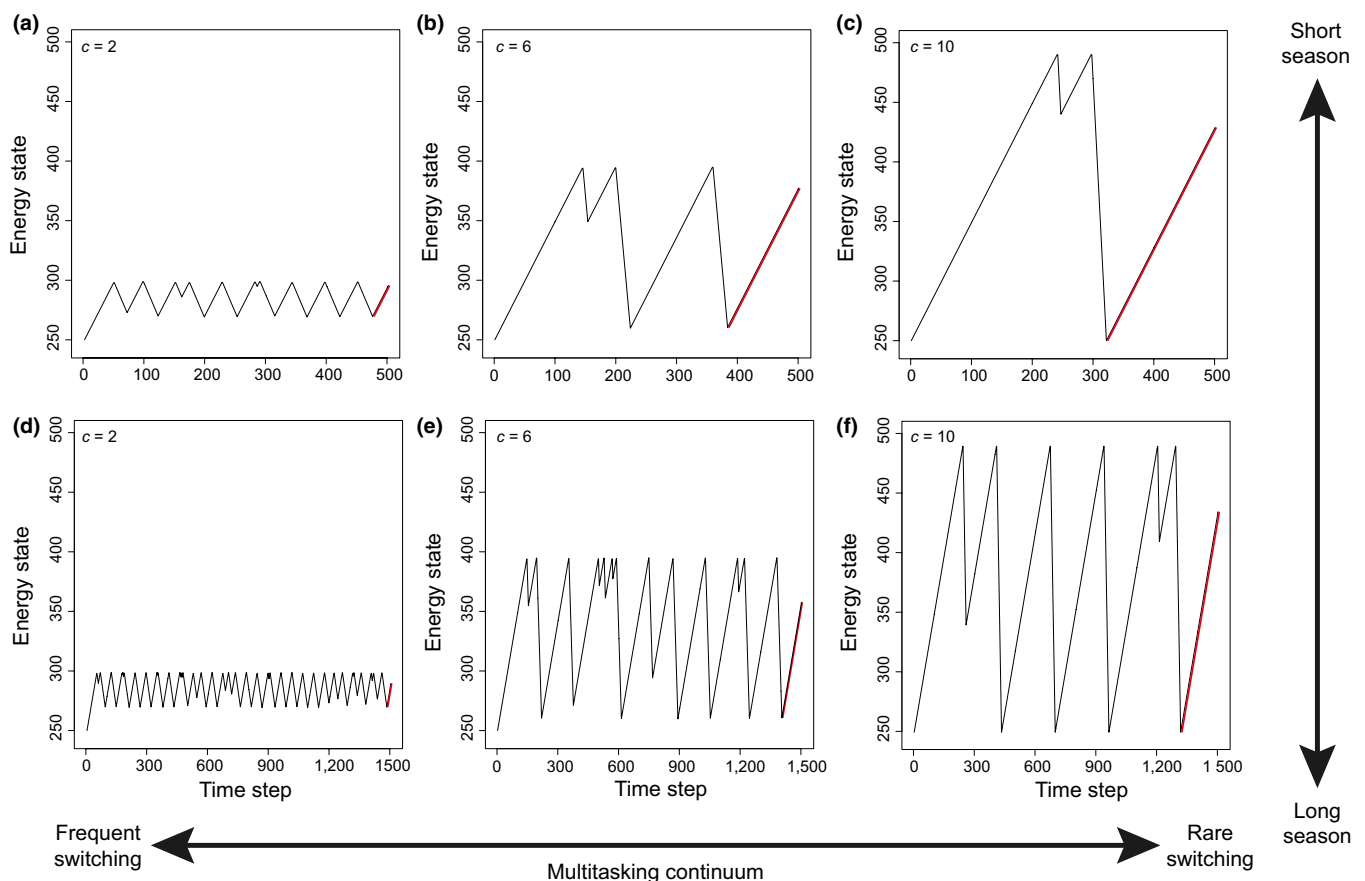 (a) (b) (c)
c = 2 c = 6 c = 10
Short season
Energy state Energy state Energy state
500 500 500
450 450 450
400 400 400
350 350 350
300 300 300
250 250 250
0 100 200 300 400 500 0 100 200 300 400 500 0 100 200 300 400 500
(d) (e) (f)
c = 2 c = 6 c = 10
Energy state Energy state Energy state
500 500 500
450 450 450
400 400 400
350 350 350
300 300 300
250 250 250
0 300 600 900 1,200 1500 0 300 600 900 1,200 1,500 0 300 600 900 1,200 1 500
Time step Time step Time step
Long season
Frequent switching
Rare switching
Multitasking continuum